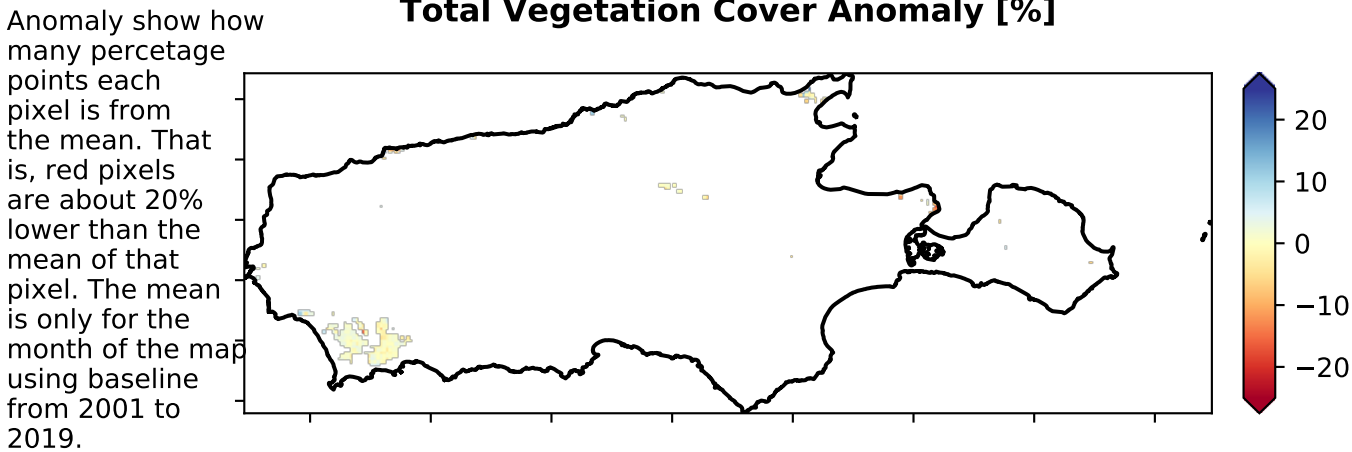 Total Vegetation Cover Anomaly [%]
Anomaly show how
many percetage
points each
pixel is from
the mean. That
is, red pixels
are about 20%
lower than the
mean of that
pixel. The mean
is only for the
month of the map
using baseline
from 2001 to
2019.
20
10
0
−10
−20